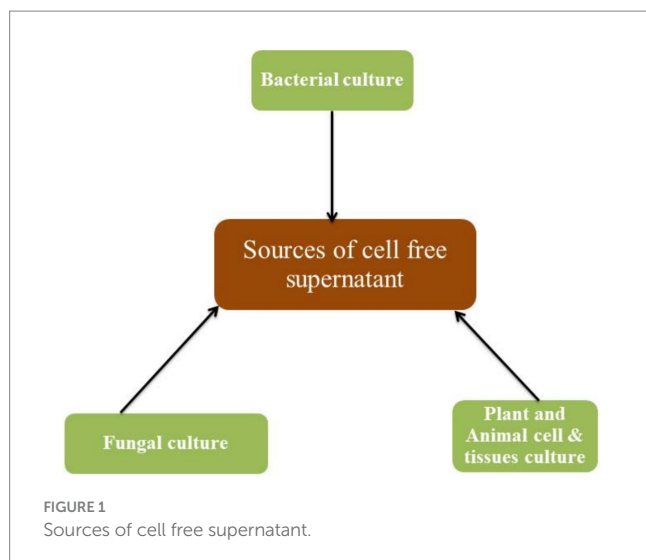 Bacterial culture
Sources of cell free
supernatant
Fungal culture
Plant and
Animal cell &
tissues culture
FIGURE 1
Sources of cell free supernatant.